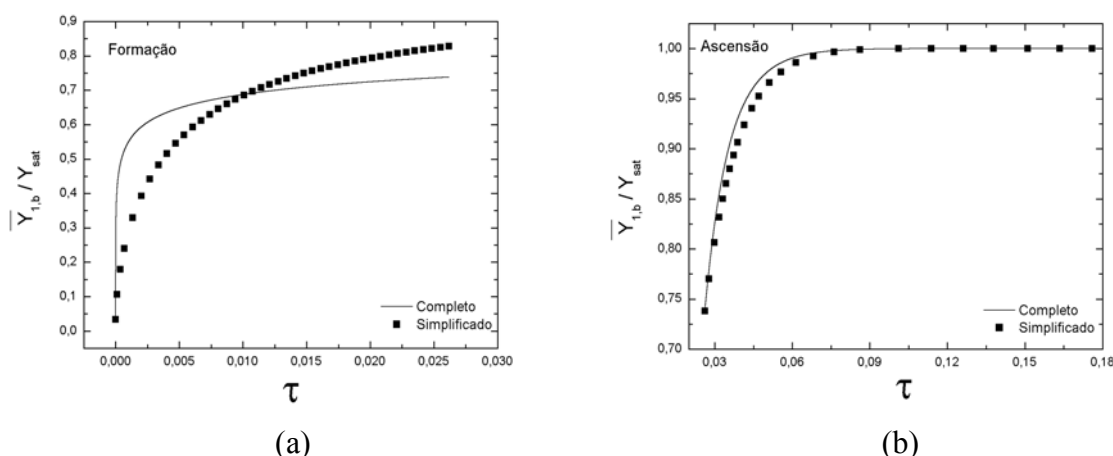 Formação
0,9
0,8
0,7
0,6
0,5
0,4
0,3
0,2
0,1
0,0
Y1,b / Ysat
Completo
Simplificado
0,000 0,005 0,010 0,015 0,020 0,025 0,030
τ
(a)
Ascensão
1,00
0,95
0,90
0,85
0,80
0,75
0,70
Y1,b / Ysat
Completo
Simplificado
0,03 0,06 0,09 0,12 0,15 0,18
τ
(b)